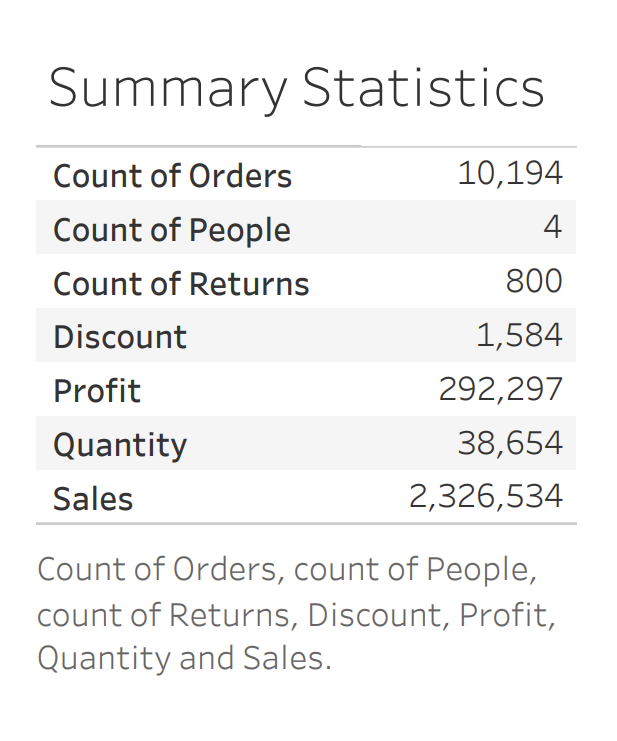 Summary Statistics
Count of Orders 10,194
Count of People 4
Count of Returns 800
Discount 1,584
Profit 292,297
Quantity 38,654
Sales 2,326,534
Count of Orders, count of People,
count of Returns, Discount, Profit,
Quantity and Sales.